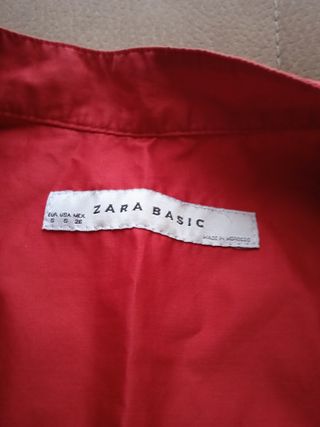 EUR USA MEX
S S 26
ZARA BASIC
MADE IN MOROCCO